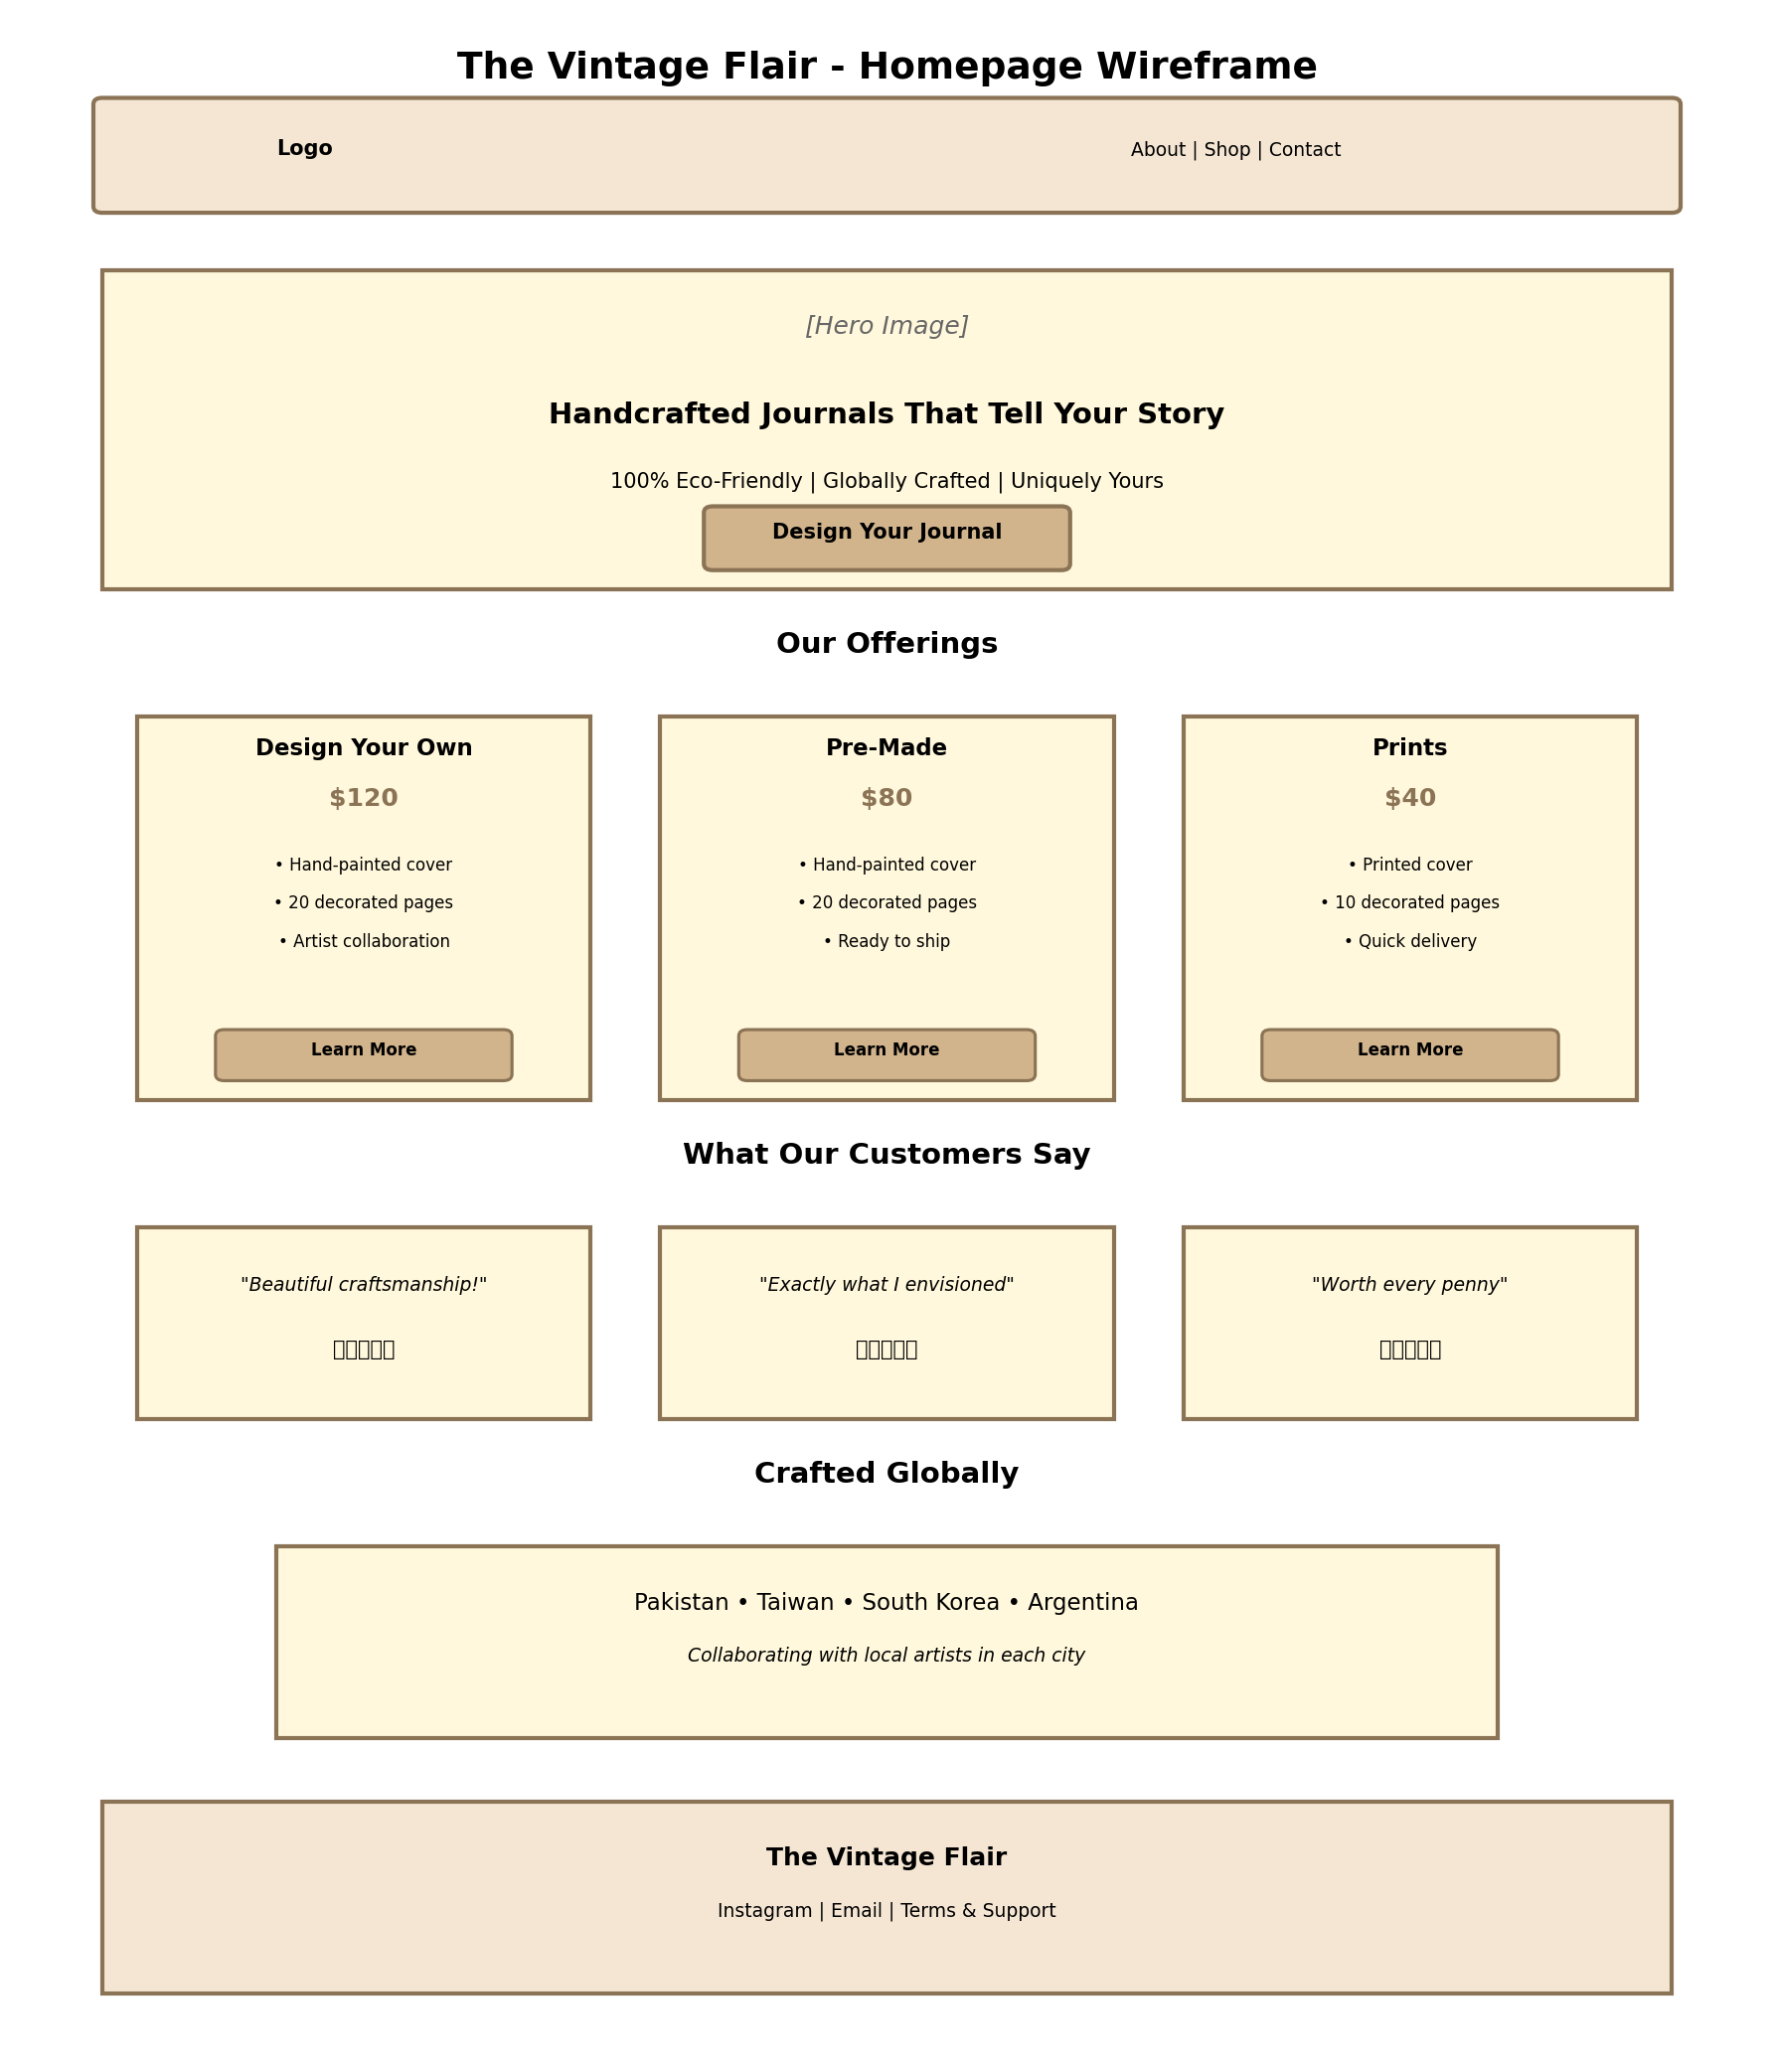 The Vintage Flair - Homepage Wireframe
Logo
About | Shop | Contact
[Hero Image]
Handcrafted Journals That Tell Your Story
100% Eco-Friendly | Globally Crafted | Uniquely Yours
Design Your Journal
Our Offerings
Design Your Own
$120
• Hand-painted cover
• 20 decorated pages
• Artist collaboration
Learn More
Pre-Made
$80
• Hand-painted cover
• 20 decorated pages
• Ready to ship
Learn More
Prints
$40
• Printed cover
• 10 decorated pages
• Quick delivery
Learn More
What Our Customers Say
"Beautiful craftsmanship!"
"Exactly what I envisioned"
"Worth every penny"
Crafted Globally
Pakistan • Taiwan • South Korea • Argentina
Collaborating with local artists in each city
The Vintage Flair
Instagram | Email | Terms & Support